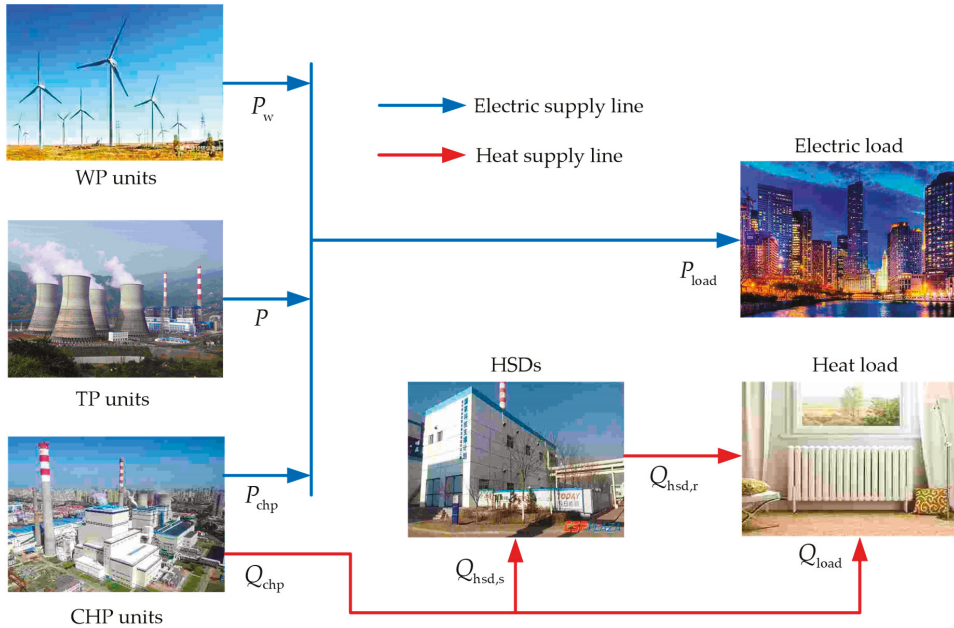 P_w
WP units
Electric supply line
Heat supply line
Electric load
P_load
P
TP units
HSDs
Heat load
TODAY
P_chp
Q_hsd,r
Q_chp
Q_hsd,s
Q_load
CHP units